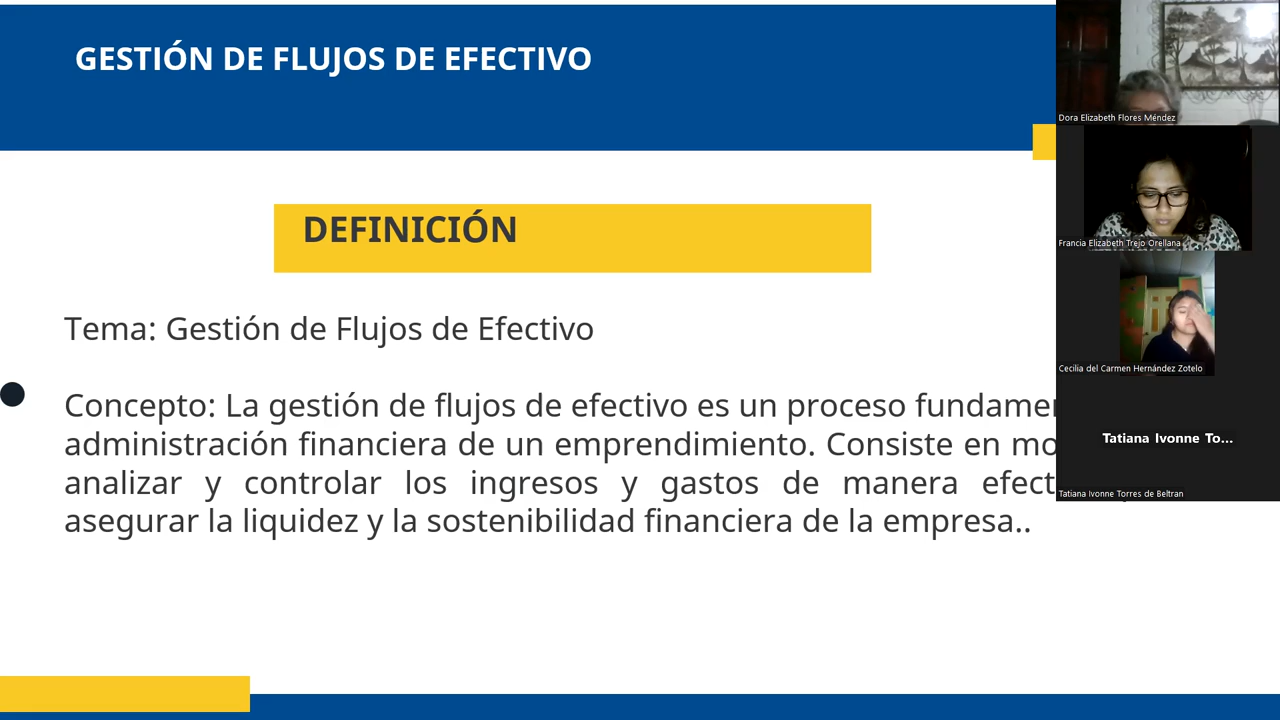 GESTIÓN DE FLUJOS DE EFECTIVO
DEFINICIÓN
Tema: Gestión de Flujos de Efectivo
Concepto: La gestión de flujos de efectivo es un proceso
administración financiera de un emprendimiento. Consiste en
analizar y controlar los ingresos y gastos de manera
asegurar la liquidez y la sostenibilidad financiera de la empresa..
Dora Elizabeth Flores Méndez
Francia Elizabeth Trejo Orellana
Cecilia del Carmen Hernández Zotelo
Tatiana Ivonne To...
Tatiana Ivonne Torres de Beltran